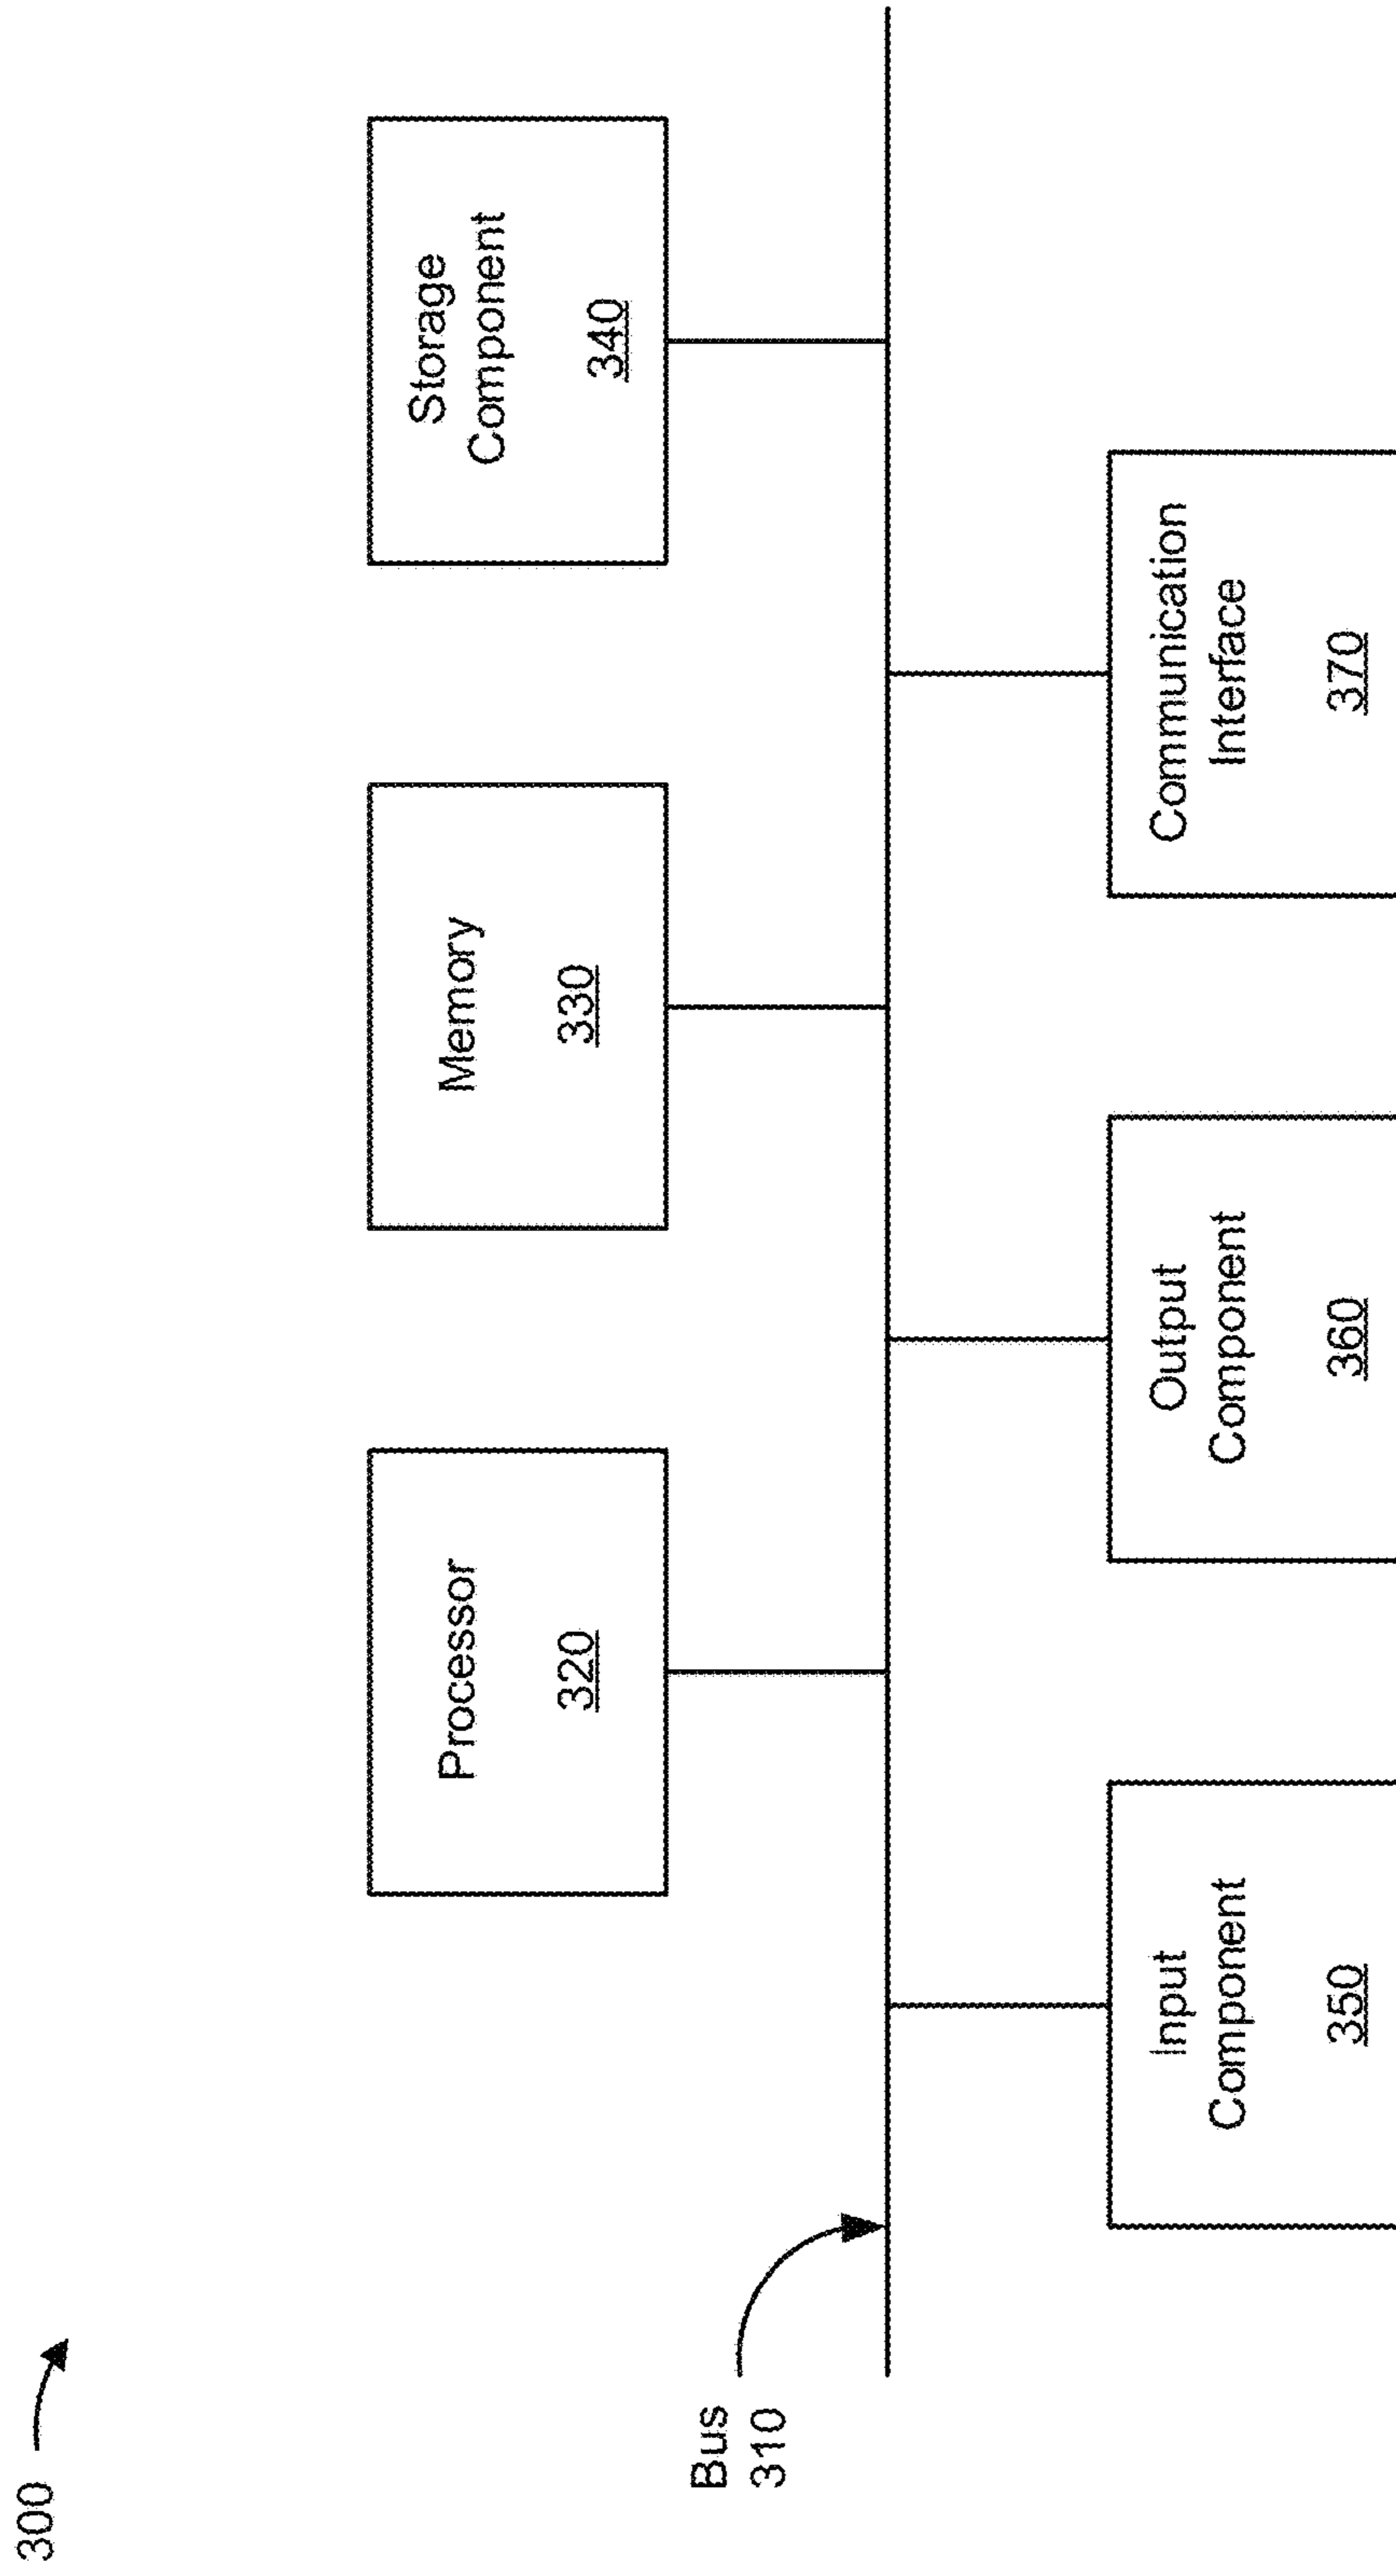 300
Processor
320
Memory
330
Storage
Component
340
Bus
310
Input
Component
350
Output
Component
360
Communication
Interface
370